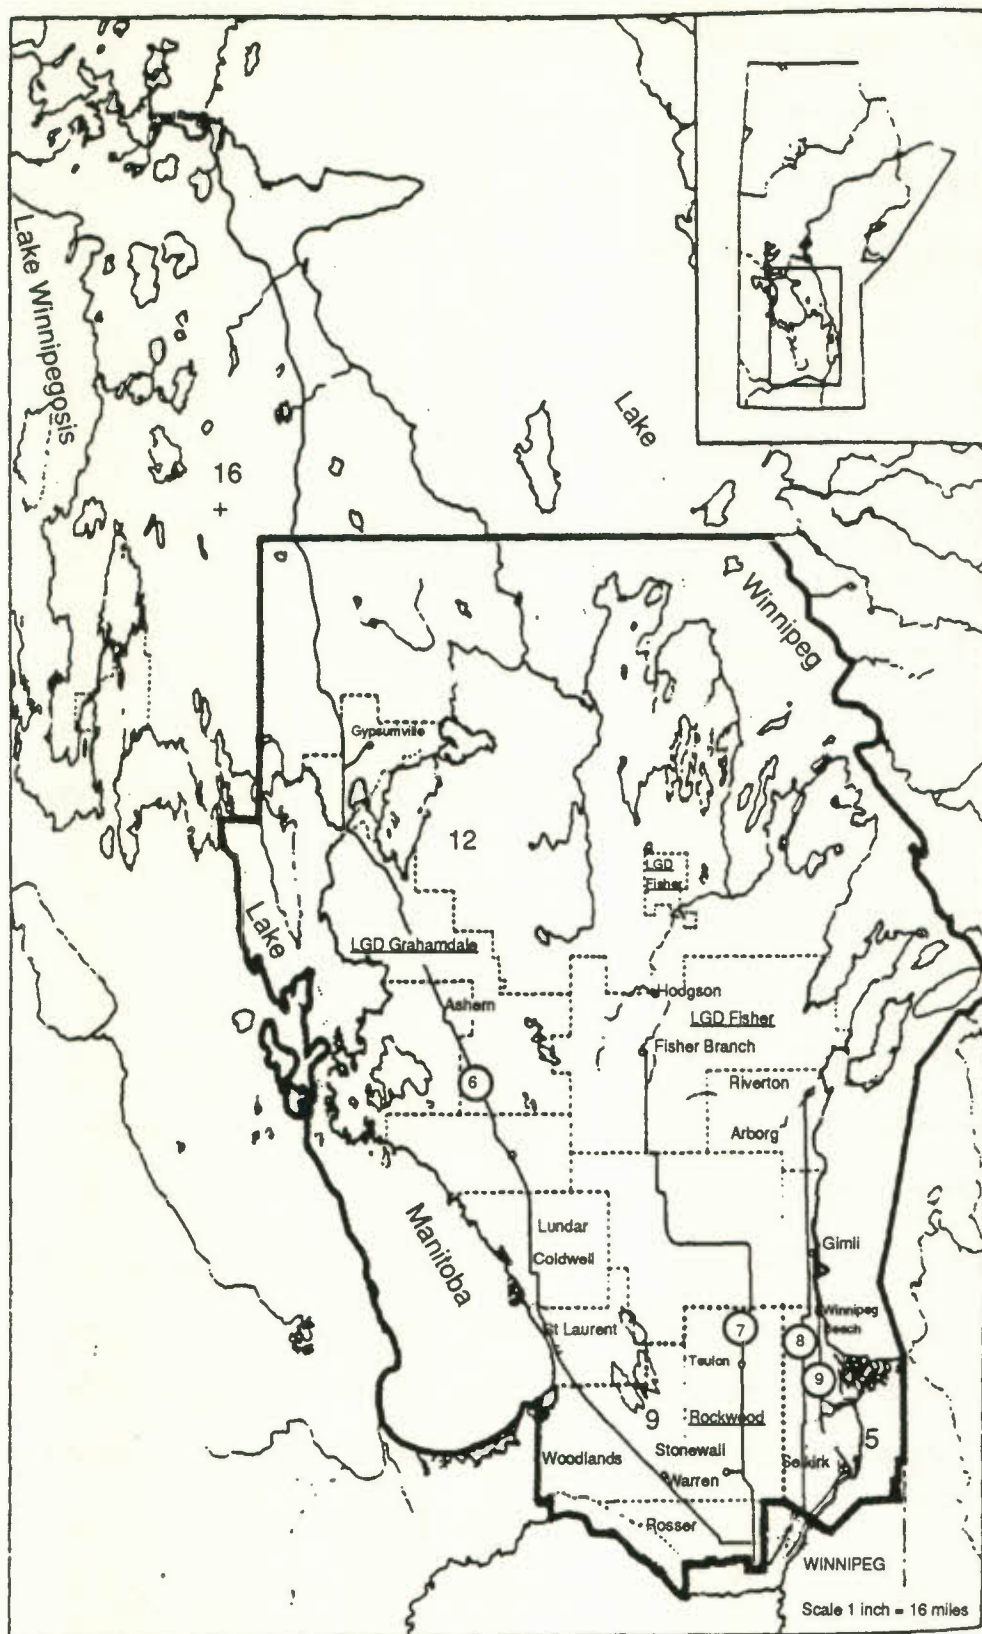 Lake Winnipegosis
Lake
16
+
Winnipeg
Gypsumville
12
LGD
Fisher
Lake
LGD Grahamdale
Ashern
Hodgson
LGD Fisher
Fisher Branch
6
Riverton
Arborg
Manitoba
Lundar
Coldwell
Gimli
St Laurent
7
8
Winnipeg
Beach
Teulon
9
9
Rockwood
5
Woodlands
Stonewall
Selkirk
Warren
Rosser
WINNIPEG
Scale 1 inch = 16 miles